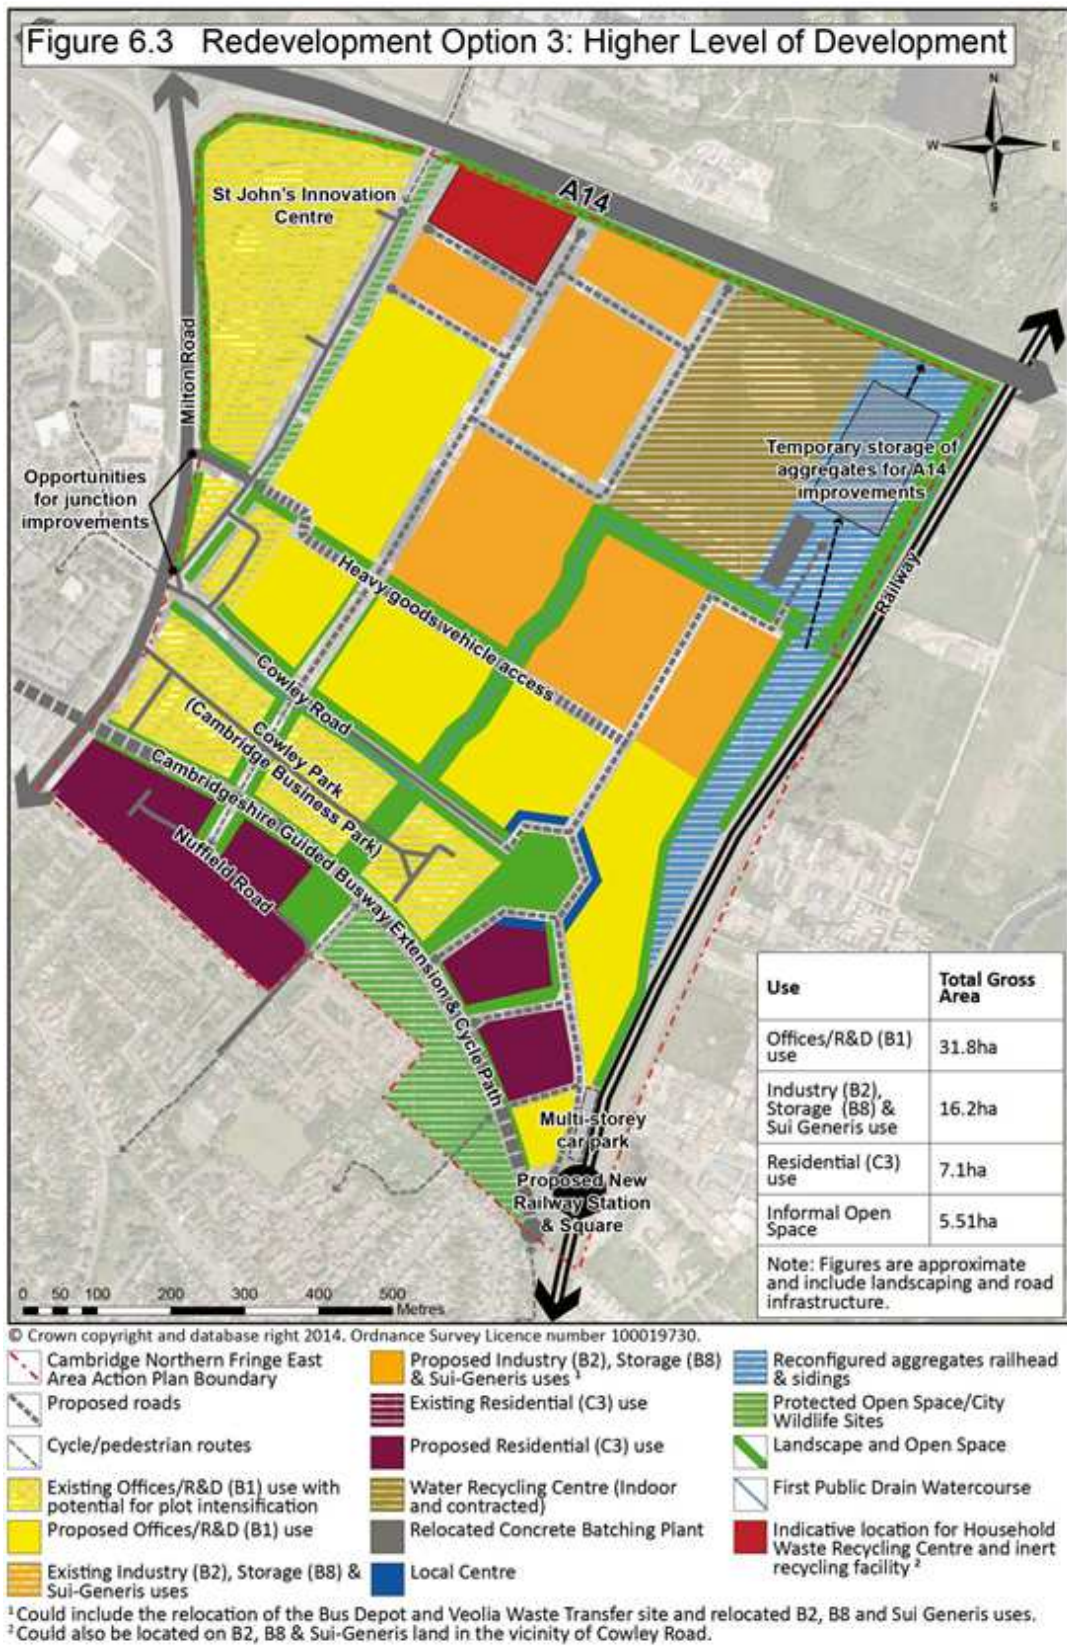 Figure 6.3 Redevelopment Option 3: Higher Level of Development
N
W
E
S
A14
St John's Innovation
Centre
Milton Road
Opportunities
for junction
improvements
Temporary storage of
aggregates for A14
improvements
Railway
Heavy goods vehicle access
Cowley Road
Cowley Park
(Cambridge Business Park)
Cambridgeshire Guided Busway Extension & Cycle Path
Nuffield Road
Multi-storey
car park
Proposed New
Railway Station
& Square
Use
Total Gross
Area
Offices/R&D (B1)
use
31.8ha
Industry (B2),
Storage (B8) &
Sui Generis use
16.2ha
Residential (C3)
use
7.1ha
Informal Open
Space
5.51ha
Note: Figures are approximate
and include landscaping and road
infrastructure.
0 50 100 200 300 400 500
Metres
© Crown copyright and database right 2014. Ordnance Survey Licence number 100019730.
Cambridge Northern Fringe East
Area Action Plan Boundary
Proposed roads
Cycle/pedestrian routes
Existing Offices/R&D (B1) use with
potential for plot intensification
Proposed Offices/R&D (B1) use
Existing Industry (B2), Storage (B8) &
Sui-Generis uses
Proposed Industry (B2), Storage (B8)
& Sui-Generis uses ¹
Existing Residential (C3) use
Proposed Residential (C3) use
Water Recycling Centre (Indoor
and contracted)
Relocated Concrete Batching Plant
Local Centre
Reconfigured aggregates railhead
& sidings
Protected Open Space/City
Wildlife Sites
Landscape and Open Space
First Public Drain Watercourse
Indicative location for Household
Waste Recycling Centre and inert
recycling facility ²
¹ Could include the relocation of the Bus Depot and Veolia Waste Transfer site and relocated B2, B8 and Sui Generis uses.
² Could also be located on B2, B8 & Sui-Generis land in the vicinity of Cowley Road.